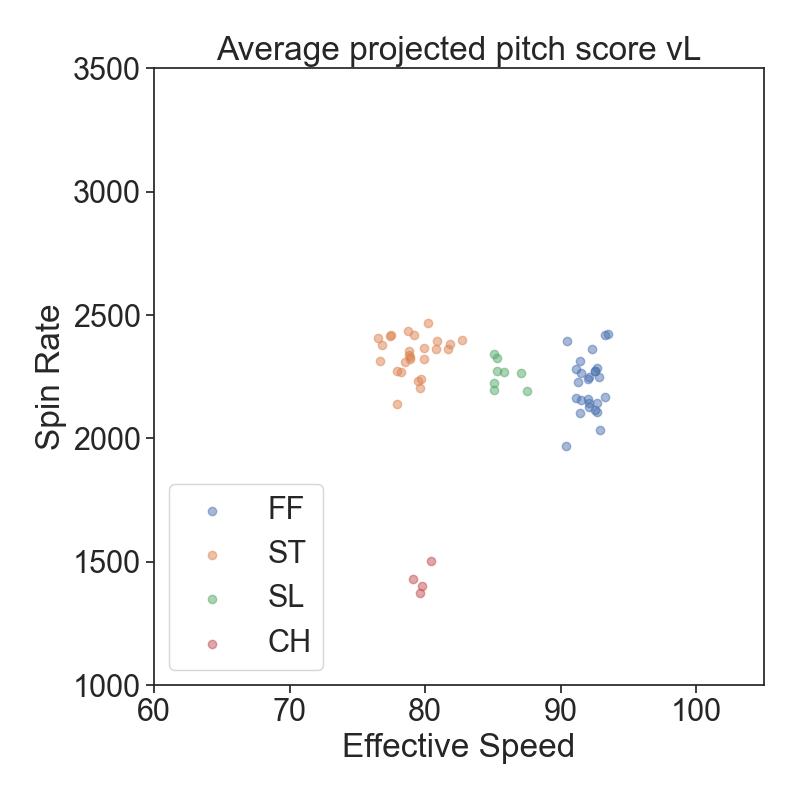 Average projected pitch score vL
3500
3000
2500
2000
1500
1000
Spin Rate
FF
ST
SL
CH
60
70
80
90
100
Effective Speed